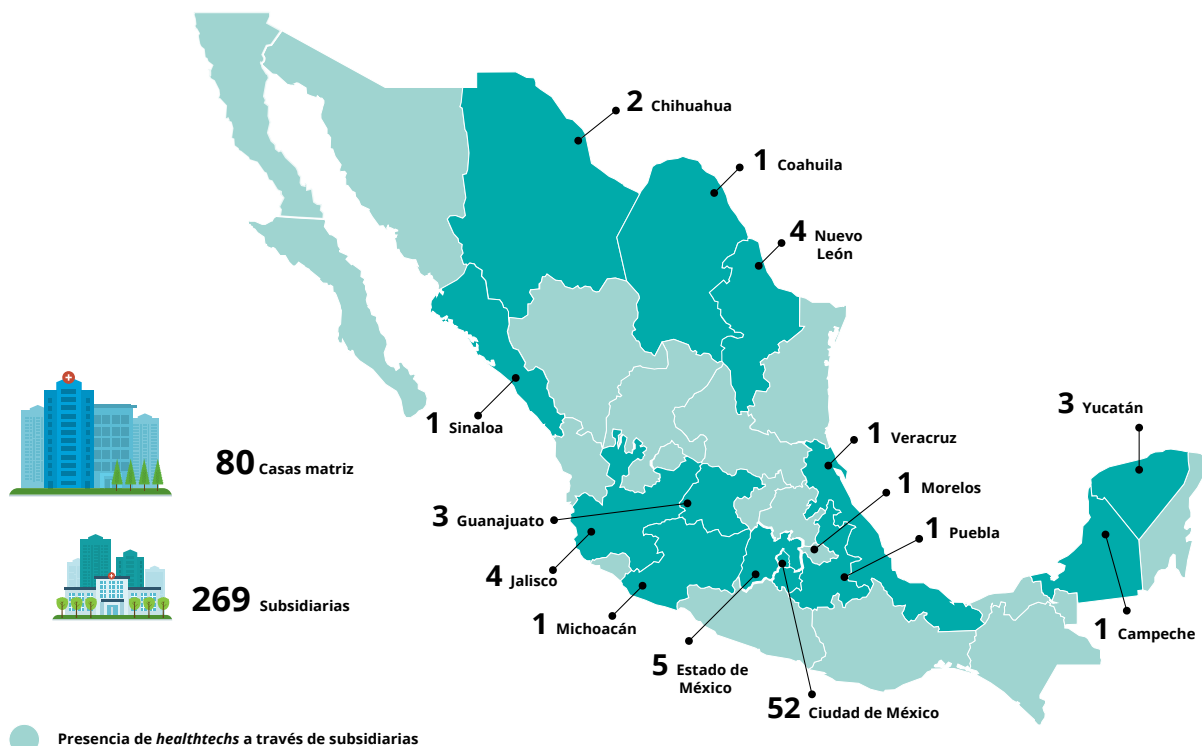 2 Chihuahua
1 Coahuila
4 Nuevo
León
3 Yucatán
1 Sinaloa
1 Veracruz
80 Casas matriz
1 Morelos
3 Guanajuato
1 Puebla
4 Jalisco
269 Subsidiarias
1 Michoacán
1 Campeche
5 Estado de
México
52 Ciudad de México
Presencia de healthtechs a través de subsidiarias